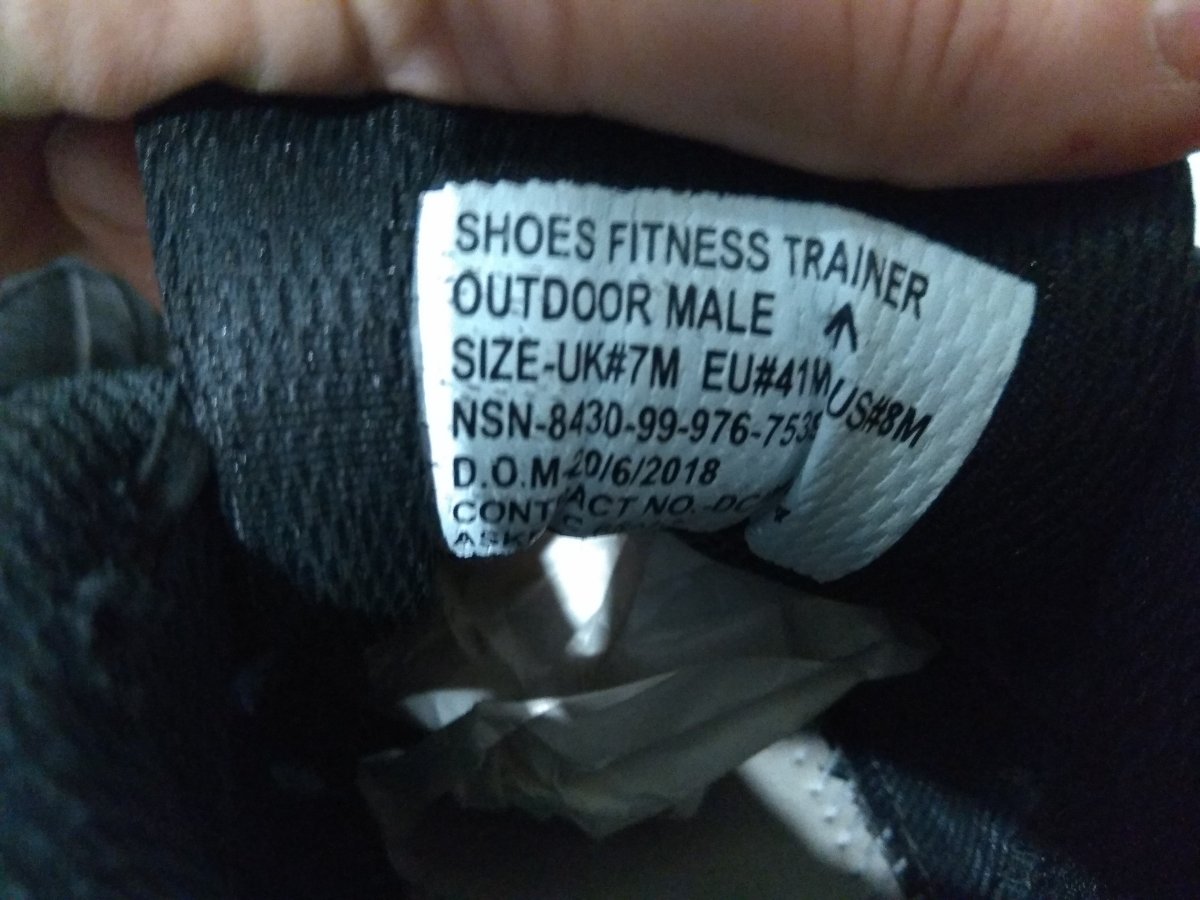 SHOES FITNESS TRAINER
OUTDOOR MALE
SIZE-UK#7M EU#41M US#8M
NSN-8430-99-976-753
D.O.M-20/6/2018
CONTACT NO.-DC